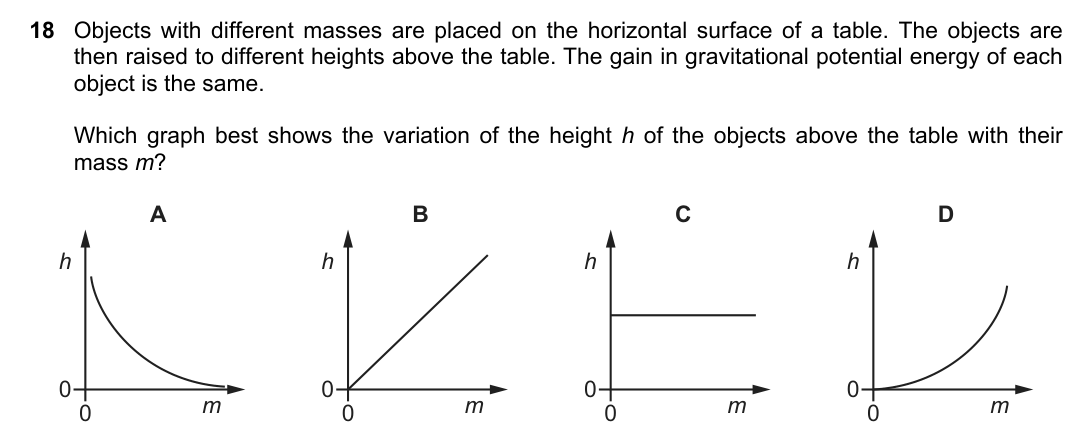 18 Objects with different masses are placed on the horizontal surface of a table. The objects are
then raised to different heights above the table. The gain in gravitational potential energy of each
object is the same.
Which graph best shows the variation of the height h of the objects above the table with their
mass m?
A B C D
h h h h
0 0 0 0
0 m 0 m 0 m 0 m